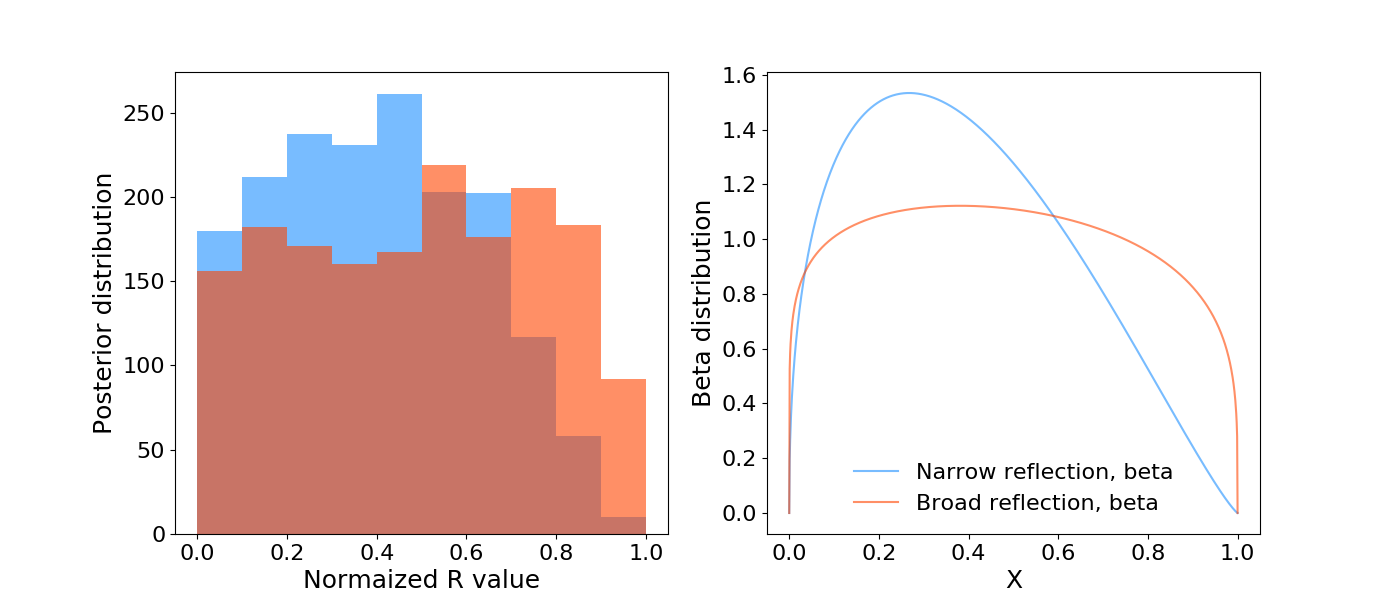 Posterior distribution
250
200
150
100
50
0
0.0 0.2 0.4 0.6 0.8 1.0
Normaized R value
Beta distribution
1.6
1.4
1.2
1.0
0.8
0.6
0.4
0.2
0.0
Narrow reflection, beta
Broad reflection, beta
0.0 0.2 0.4 0.6 0.8 1.0
X